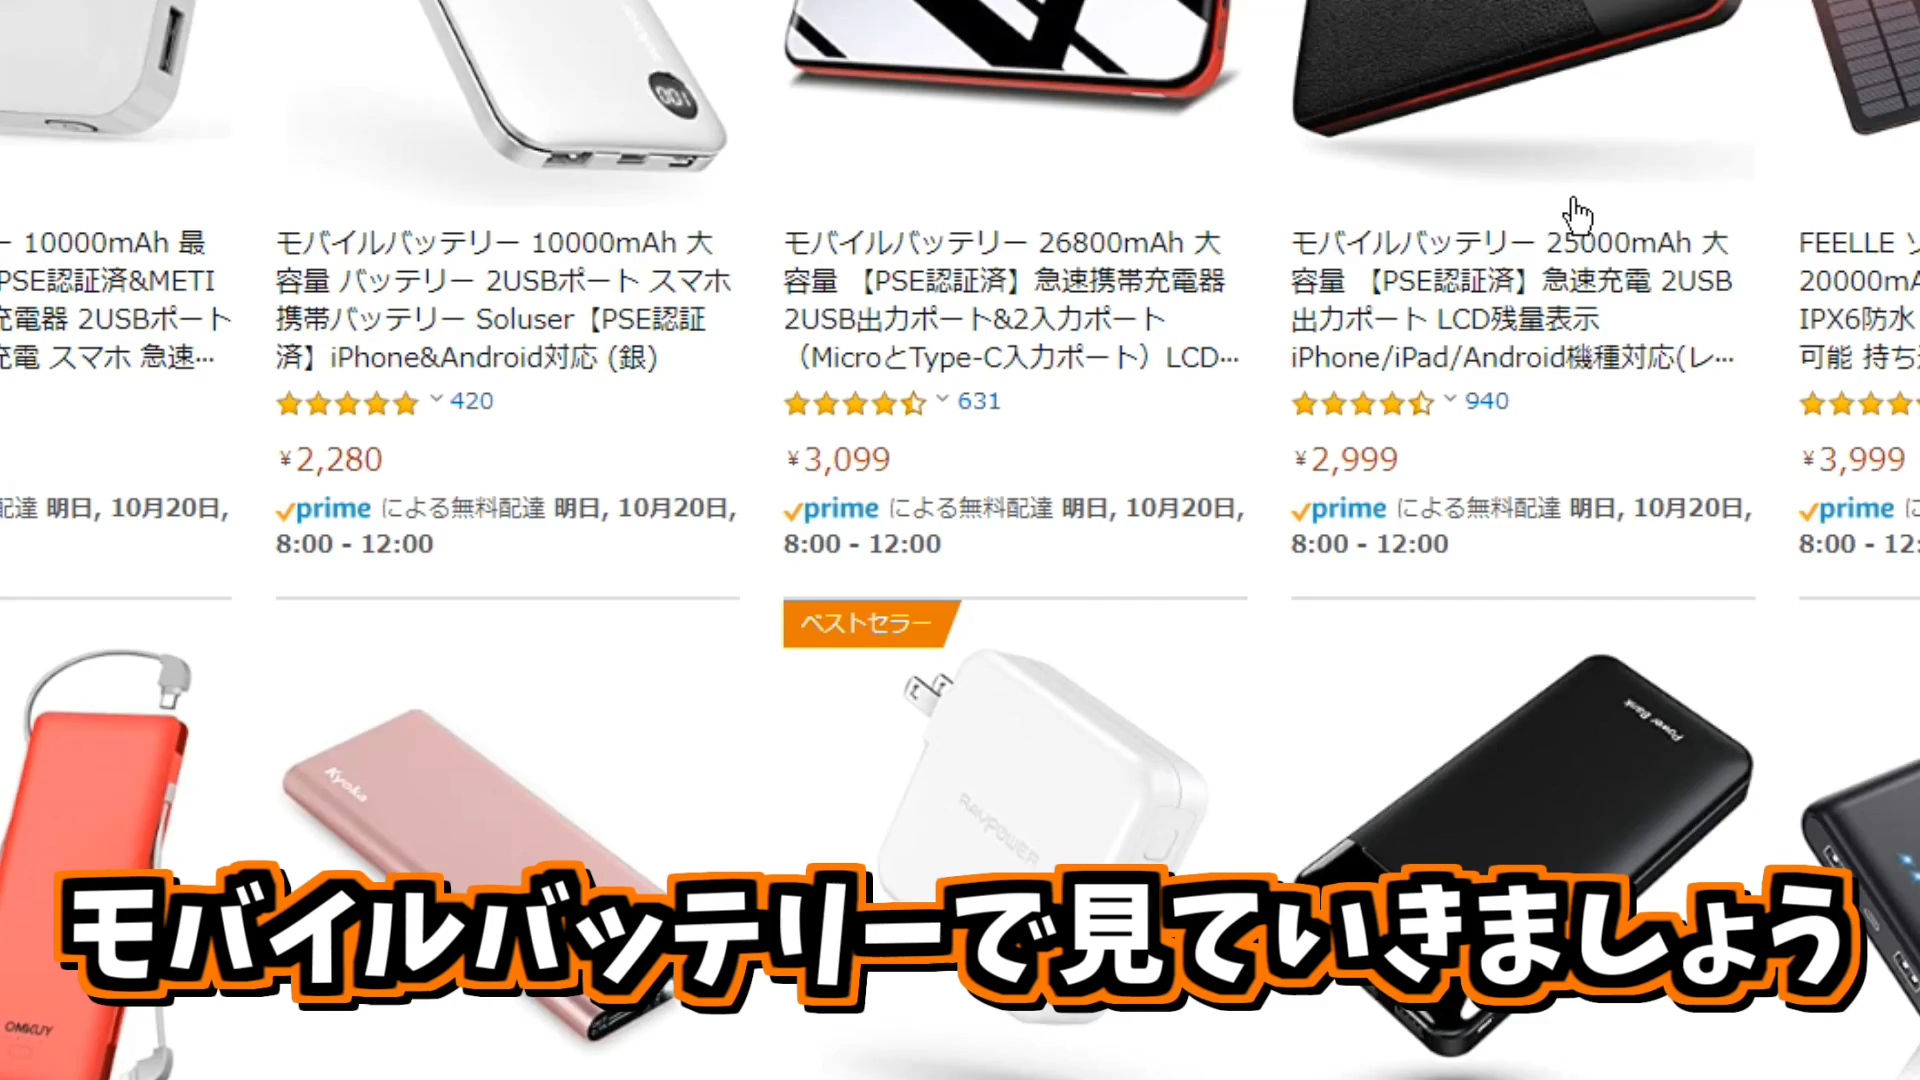 ー 10000mAh 最
PSE認証済&METI
充電器 2USBポート
充電 スマホ 急速…
モバイルバッテリー 10000mAh 大
容量 バッテリー 2USBポート スマホ
携帯バッテリー Soluser【PSE認証
済】iPhone&Android対応 (銀)
420
¥2,280
prime による無料配達 明日, 10月20日,
8:00 - 12:00
モバイルバッテリー 26800mAh 大
容量 【PSE認証済】急速携帯充電器
2USB出力ポート&2入力ポート
（MicroとType-C入力ポート）LCD…
631
¥3,099
prime による無料配達 明日, 10月20日,
8:00 - 12:00
モバイルバッテリー 25000mAh 大
容量 【PSE認証済】急速充電 2USB
出力ポート LCD残量表示
iPhone/iPad/Android機種対応(レ…
940
¥2,999
prime による無料配達 明日, 10月20日,
8:00 - 12:00
FEELLE ソ
20000mA
IPX6防水
可能 持ち
¥3,999
prime に
8:00 - 12:
配達 明日, 10月20日,
ベストセラー
Kyoka
RAVPOWER
Power Bank
OMKUY
モバイルバッテリーで見ていきましょう